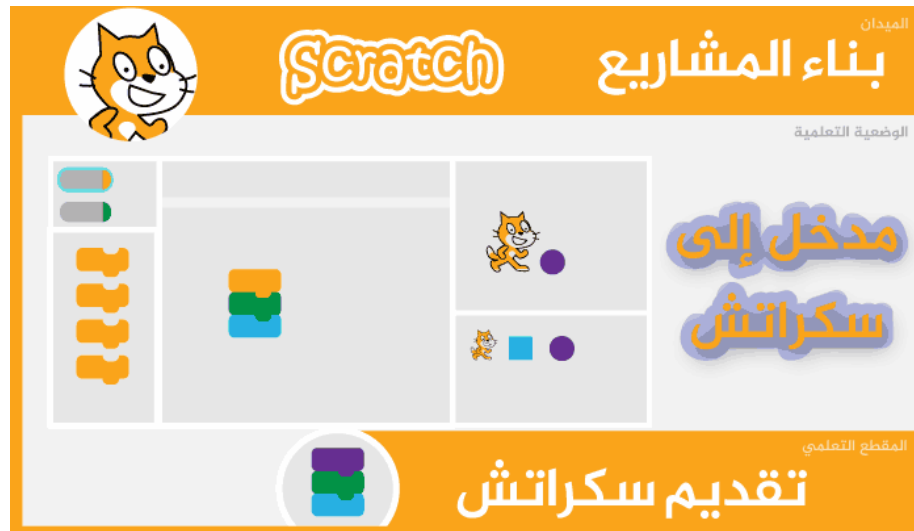 الميدان
بناء المشاريع
Scratch
الوضعية التعلمية
مدخل إلى
سكراتش
المقطع التعلمي
تقديم سكراتش